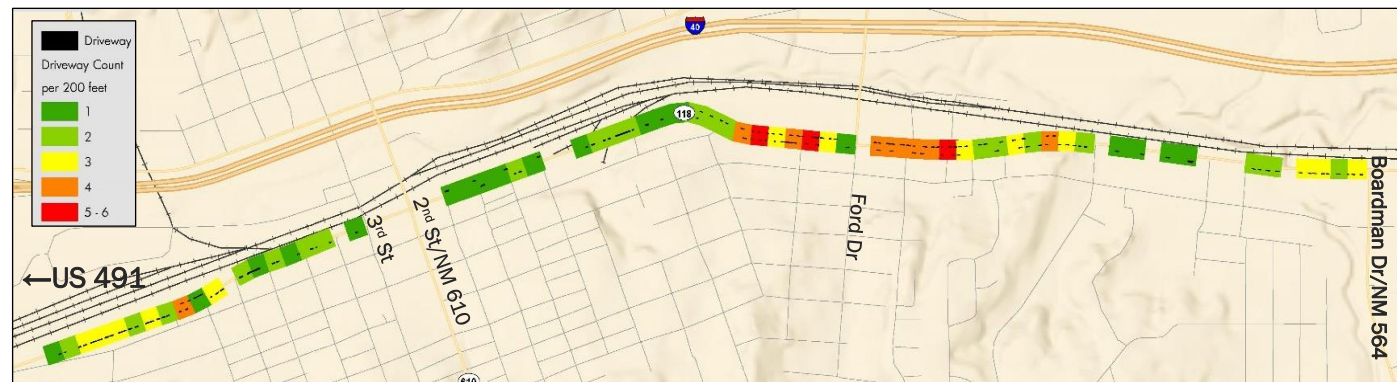 Driveway
Driveway Count
per 200 feet
1
2
3
4
5 - 6
40
118
←US 491
3rd St
2nd St/NM 610
Ford Dr
Boardman Dr/NM 564
610